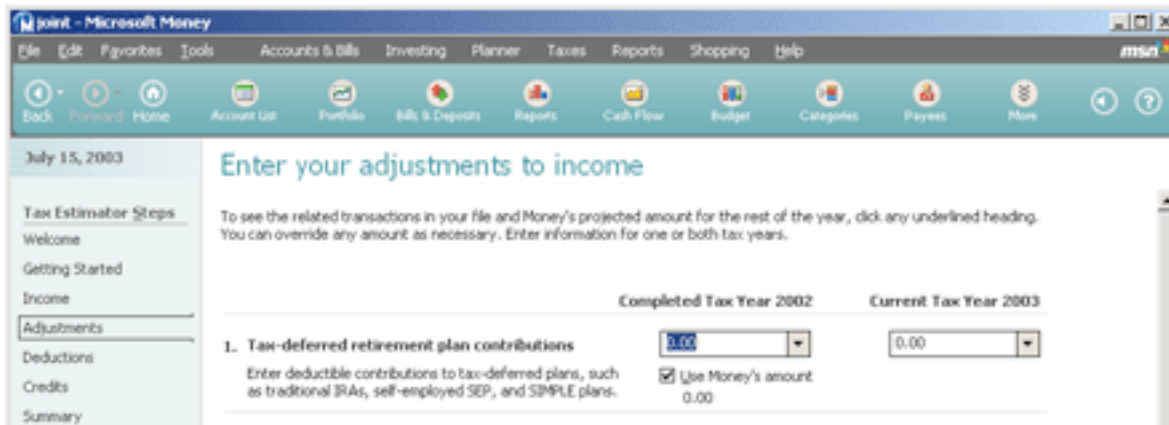 joint - Microsoft Money
File Edit Favorites Tools Accounts & Bills Investing Planner Taxes Reports Shopping Help msn
Back Forward Home Account List Portfolio Bills & Deposits Reports Cash Flow Budget Categories Payees More
July 15, 2003
Enter your adjustments to income
Tax Estimator Steps
Welcome
Getting Started
Income
Adjustments
Deductions
Credits
Summary
To see the related transactions in your file and Money's projected amount for the rest of the year, click any underlined heading.
You can override any amount as necessary. Enter information for one or both tax years.
Completed Tax Year 2002 Current Tax Year 2003
1. Tax-deferred retirement plan contributions 0.00 0.00
Enter deductible contributions to tax-deferred plans, such
as traditional IRAs, self-employed SEP, and SIMPLE plans.
Use Money's amount
0.00